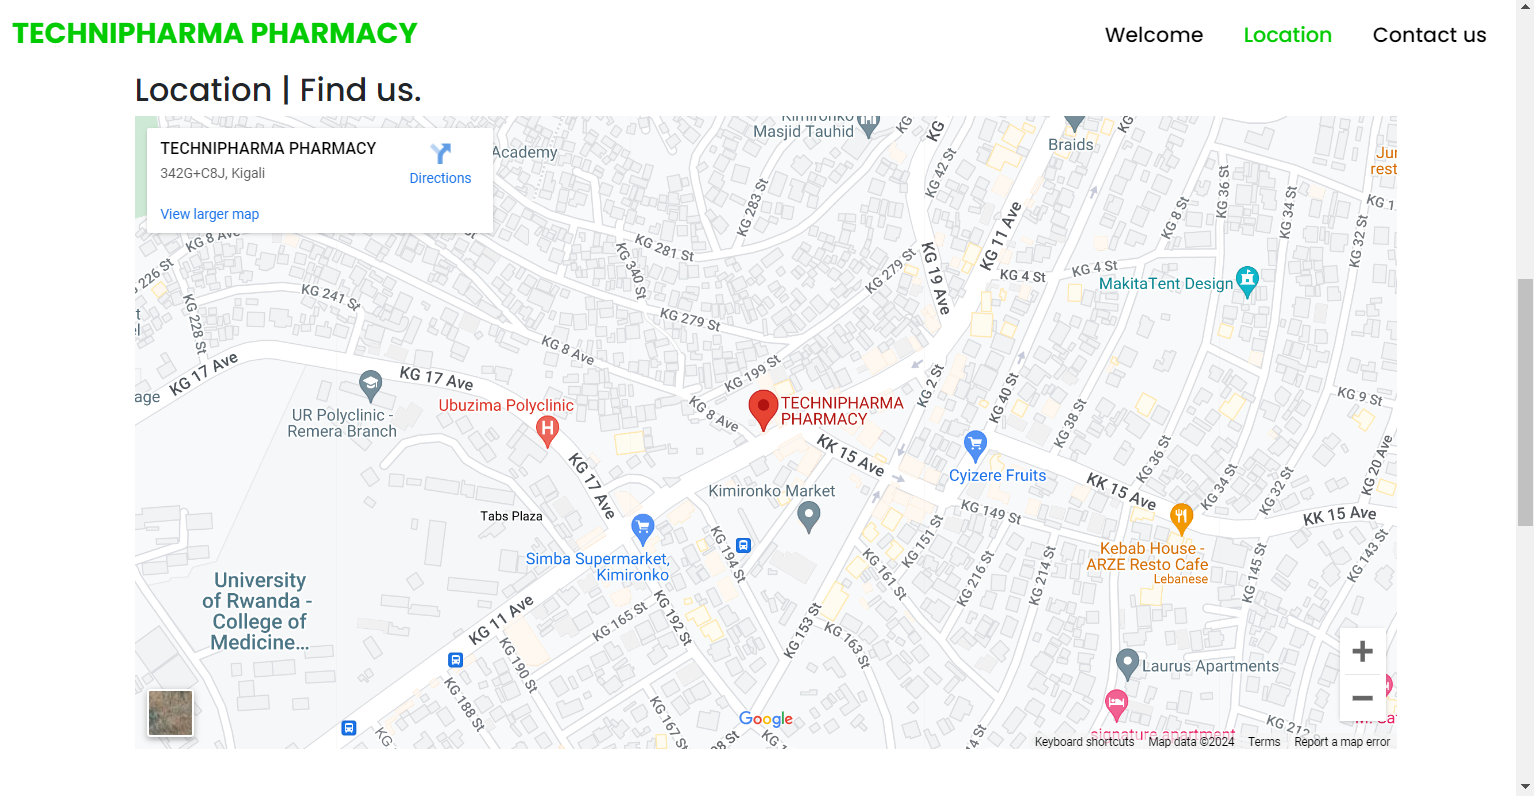 TECHNIPHARMA PHARMACY
Welcome
Location
Contact us
Location | Find us.
TECHNIPHARMA PHARMACY
342G+C8J, Kigali
Directions
View larger map
Academy
Kimironko
Masjid Tauhid
KG
KG
KG
Braids
Jun
rest
KG 283 St
KG 42 St
KG 36 St
KG 34 St
KG 1
KG 8 St
KG 32 St
KG 11 Ave
KG 8 Ave
KG 281 St
KG 340 St
KG 279 St
KG 19 Ave
KG 4 St
KG 4 St
MakitaTent Design
226 St
KG 241 St
KG 228 St
KG 279 St
KG 8 Ave
KG 17 Ave
KG 17 Ave
KG 199 St
KG 2 St
KG 40 St
KG 9 St
age
UR Polyclinic -
Remera Branch
Ubuzima Polyclinic
KG 8 Ave
TECHNIPHARMA
PHARMACY
KG 38 St
KK 15 Ave
KG 36 St
KG 20 Ave
Cyizere Fruits
KG 17 Ave
Kimironko Market
KK 15 Ave
KG 34 St
KG 32 St
Tabs Plaza
KG 149 St
KK 15 Ave
Simba Supermarket,
Kimironko
KG 194 St
KG 151 St
KG 161 St
KG 216 St
KG 214 St
Kebab House -
ARZE Resto Cafe
Lebanese
KG 145 St
KG 143 St
University
of Rwanda -
College of
Medicine...
KG 11 Ave
KG 165 St
KG 192 St
KG 153 St
KG 163 St
KG 190 St
Laurus Apartments
KG 188 St
KG 167 St
Google
signature apartment
KG 212
Keyboard shortcuts
Map data ©2024
Terms
Report a map error